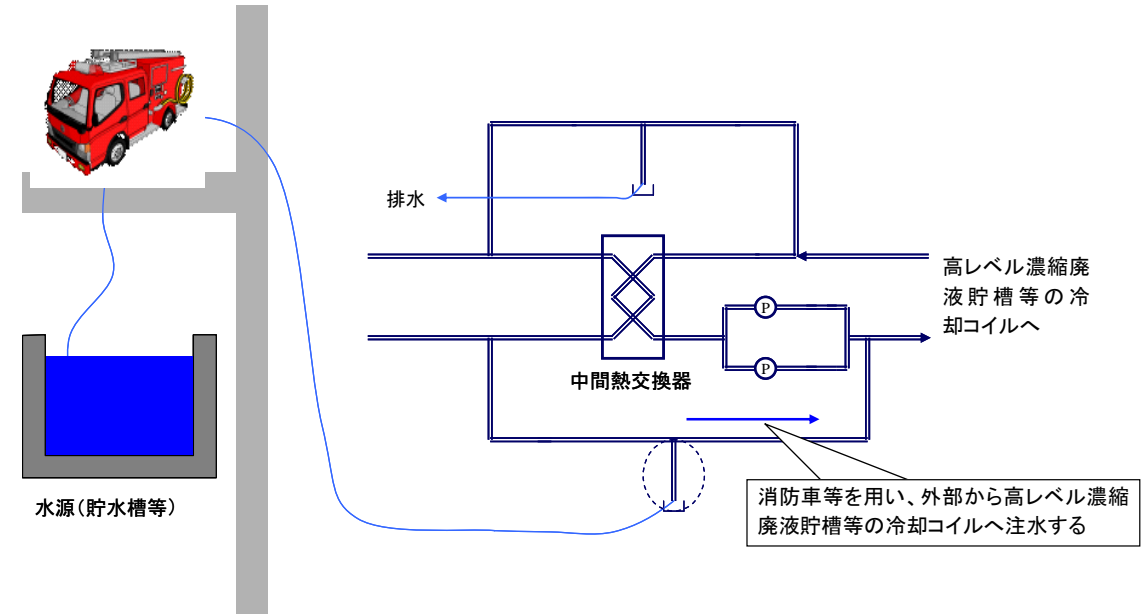 排水
高レベル濃縮廃
液貯槽等の冷
却コイルへ
P
P
中間熱交換器
消防車等を用い、外部から高レベル濃縮
廃液貯槽等の冷却コイルへ注水する
水源(貯水槽等)